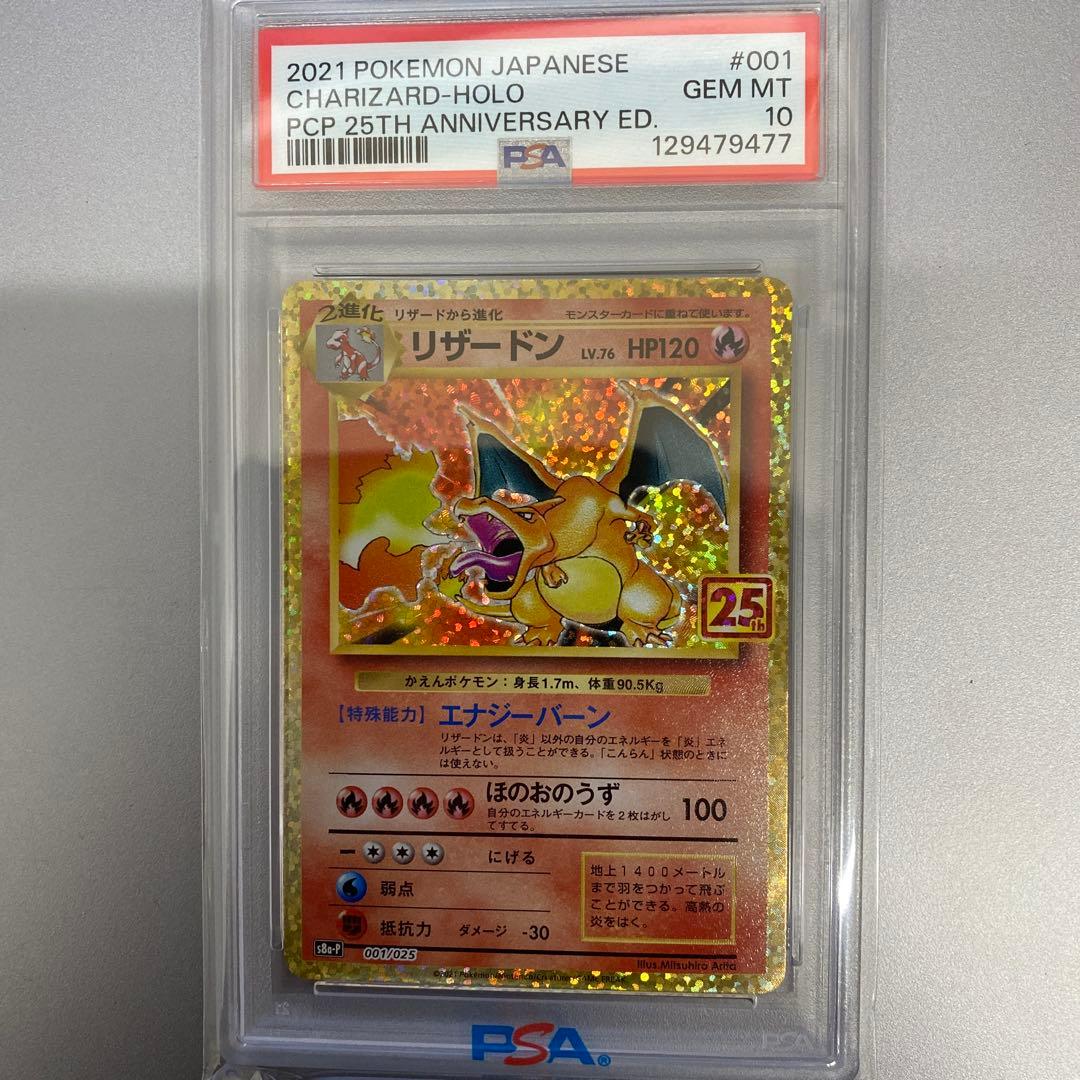 2021 POKEMON JAPANESE #001
CHARIZARD-HOLO GEM MT
PCP 25TH ANNIVERSARY ED. 10
PSA 129479477
2進化 リザードから進化 モンスターカードに重ねて使います。
リザードン LV.76 HP120
25th
かえんポケモン：身長1.7m、体重90.5Kg
【特殊能力】エナジーバーン
リザードンは、「炎」以外の自分のエネルギーを「炎」エネ
ルギーとして扱うことができる。「こんらん」状態のときに
は使えない。
ほのおのうず 100
自分のエネルギーカードを2枚はがし
てすてる。
にげる
弱点
抵抗力 ダメージ -30
地上1400メートル
まで羽をつかって飛ぶ
ことができる。高熱の
炎をはく。
s8a-P 001/025
Illus.Mitsuhiro Arita
©2021 Pokémon/Nintendo/Creatures/GAME FREAK
PSA®
PSA